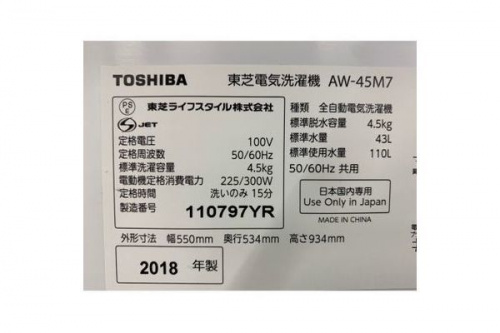 TOSHIBA 東芝電気洗濯機 AW-45M7
PS
E
東芝ライフスタイル株式会社
JET
定格電圧 100V
定格周波数 50/60Hz
標準洗濯容量 4.5kg
電動機定格消費電力 225/300W
定格時間 洗いのみ 15分
製造番号 110797YR
種類 全自動電気洗濯機
標準脱水容量 4.5kg
標準水量 43L
標準使用水量 110L
50/60Hz 共用
日本国内専用
Use Only in Japan
MADE IN CHINA
外形寸法 幅550mm 奥行534mm 高さ934mm
2018 年製